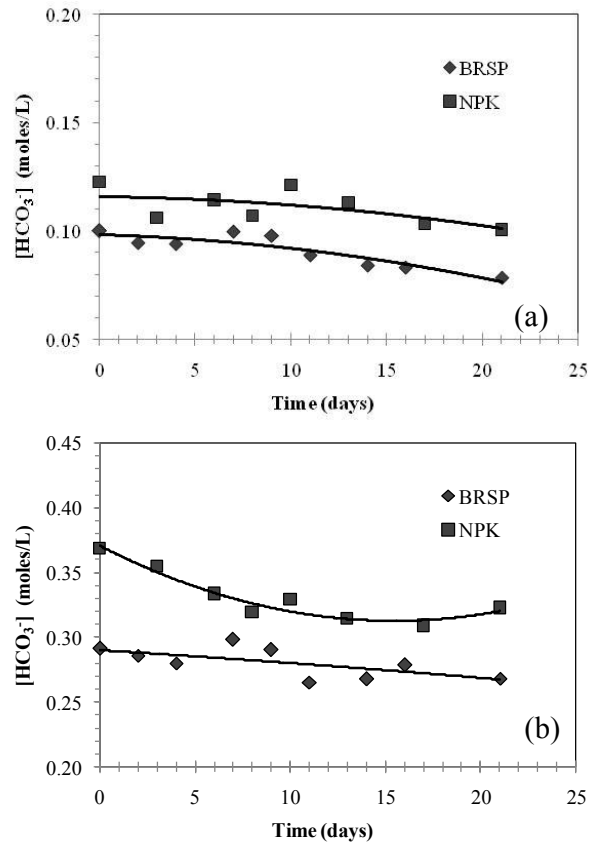 0.20
BRSP
NPK
0.15
0.10
0.05
[HCO₃⁻] (moles/L)
(a)
0 5 10 15 20 25
Time (days)
0.45
BRSP
NPK
0.40
0.35
0.30
0.25
0.20
[HCO₃⁻] (moles/L)
(b)
0 5 10 15 20 25
Time (days)